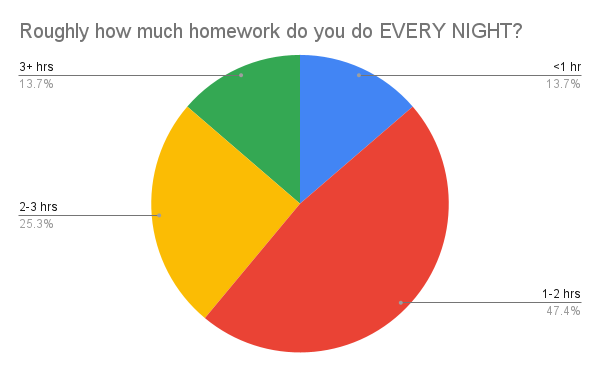 Roughly how much homework do you do EVERY NIGHT?
3+ hrs
13.7%
<1 hr
13.7%
2-3 hrs
25.3%
1-2 hrs
47.4%